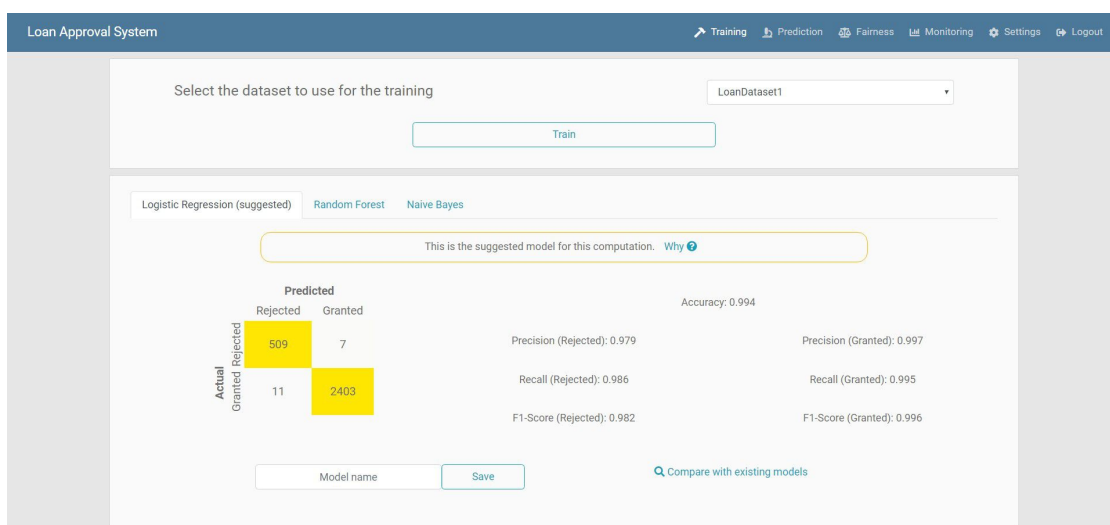 Loan Approval System
Training Prediction Fairness Monitoring Settings Logout
Select the dataset to use for the training
LoanDataset1
Train
Logistic Regression (suggested) Random Forest Naive Bayes
This is the suggested model for this computation. Why
Predicted
Rejected Granted
Actual
Rejected
509 7
Granted
11 2403
Accuracy: 0.994
Precision (Rejected): 0.979 Precision (Granted): 0.997
Recall (Rejected): 0.986 Recall (Granted): 0.995
F1-Score (Rejected): 0.982 F1-Score (Granted): 0.996
Model name
Save
Compare with existing models